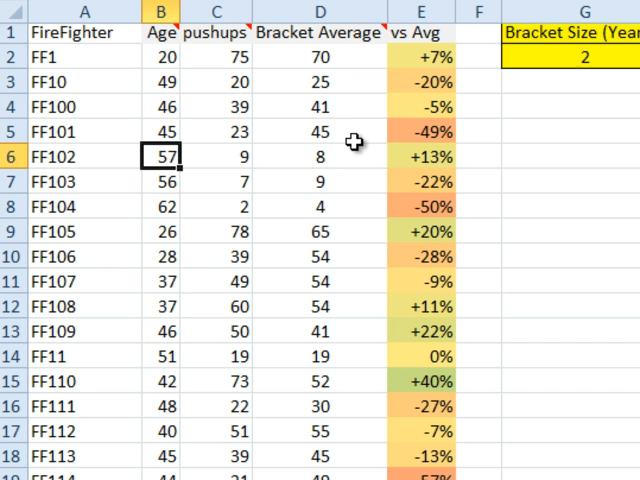 A B C D E F G
1 FireFighter Age pushups Bracket Average vs Avg Bracket Size (Year
2 FF1 20 75 70 +7% 2
3 FF10 49 20 25 -20%
4 FF100 46 39 41 -5%
5 FF101 45 23 45 -49%
6 FF102 57 9 8 +13%
7 FF103 56 7 9 -22%
8 FF104 62 2 4 -50%
9 FF105 26 78 65 +20%
10 FF106 28 39 54 -28%
11 FF107 37 49 54 -9%
12 FF108 37 60 54 +11%
13 FF109 46 50 41 +22%
14 FF11 51 19 19 0%
15 FF110 42 73 52 +40%
16 FF111 48 22 30 -27%
17 FF112 40 51 55 -7%
18 FF113 45 39 45 -13%